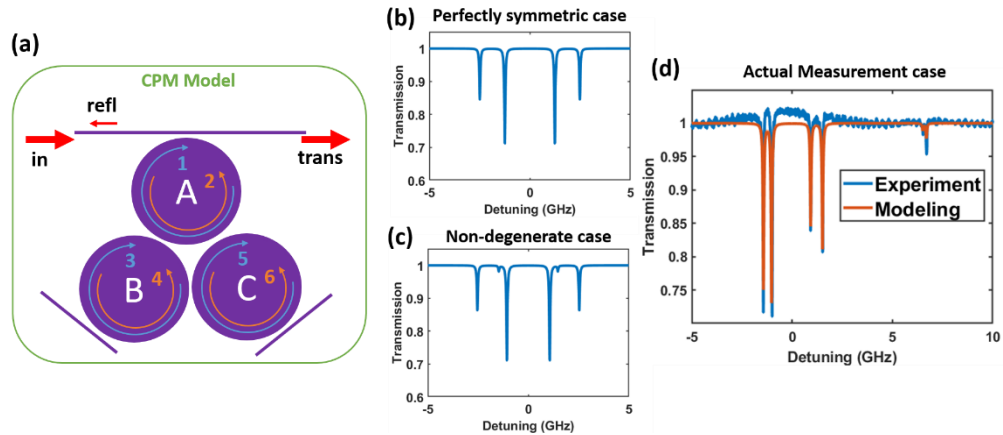 (a)
CPM Model
refl
in
trans
1
2
A
3
4
B
5
6
C
(b)
Perfectly symmetric case
Transmission
1
0.9
0.8
0.7
0.6
-5
0
5
Detuning (GHz)
(c)
Non-degenerate case
Transmission
1
0.9
0.8
0.7
0.6
-5
0
5
Detuning (GHz)
(d)
Actual Measurement case
Transmission
1
0.95
0.9
0.85
0.8
0.75
Experiment
Modeling
-5
0
5
10
Detuning (GHz)